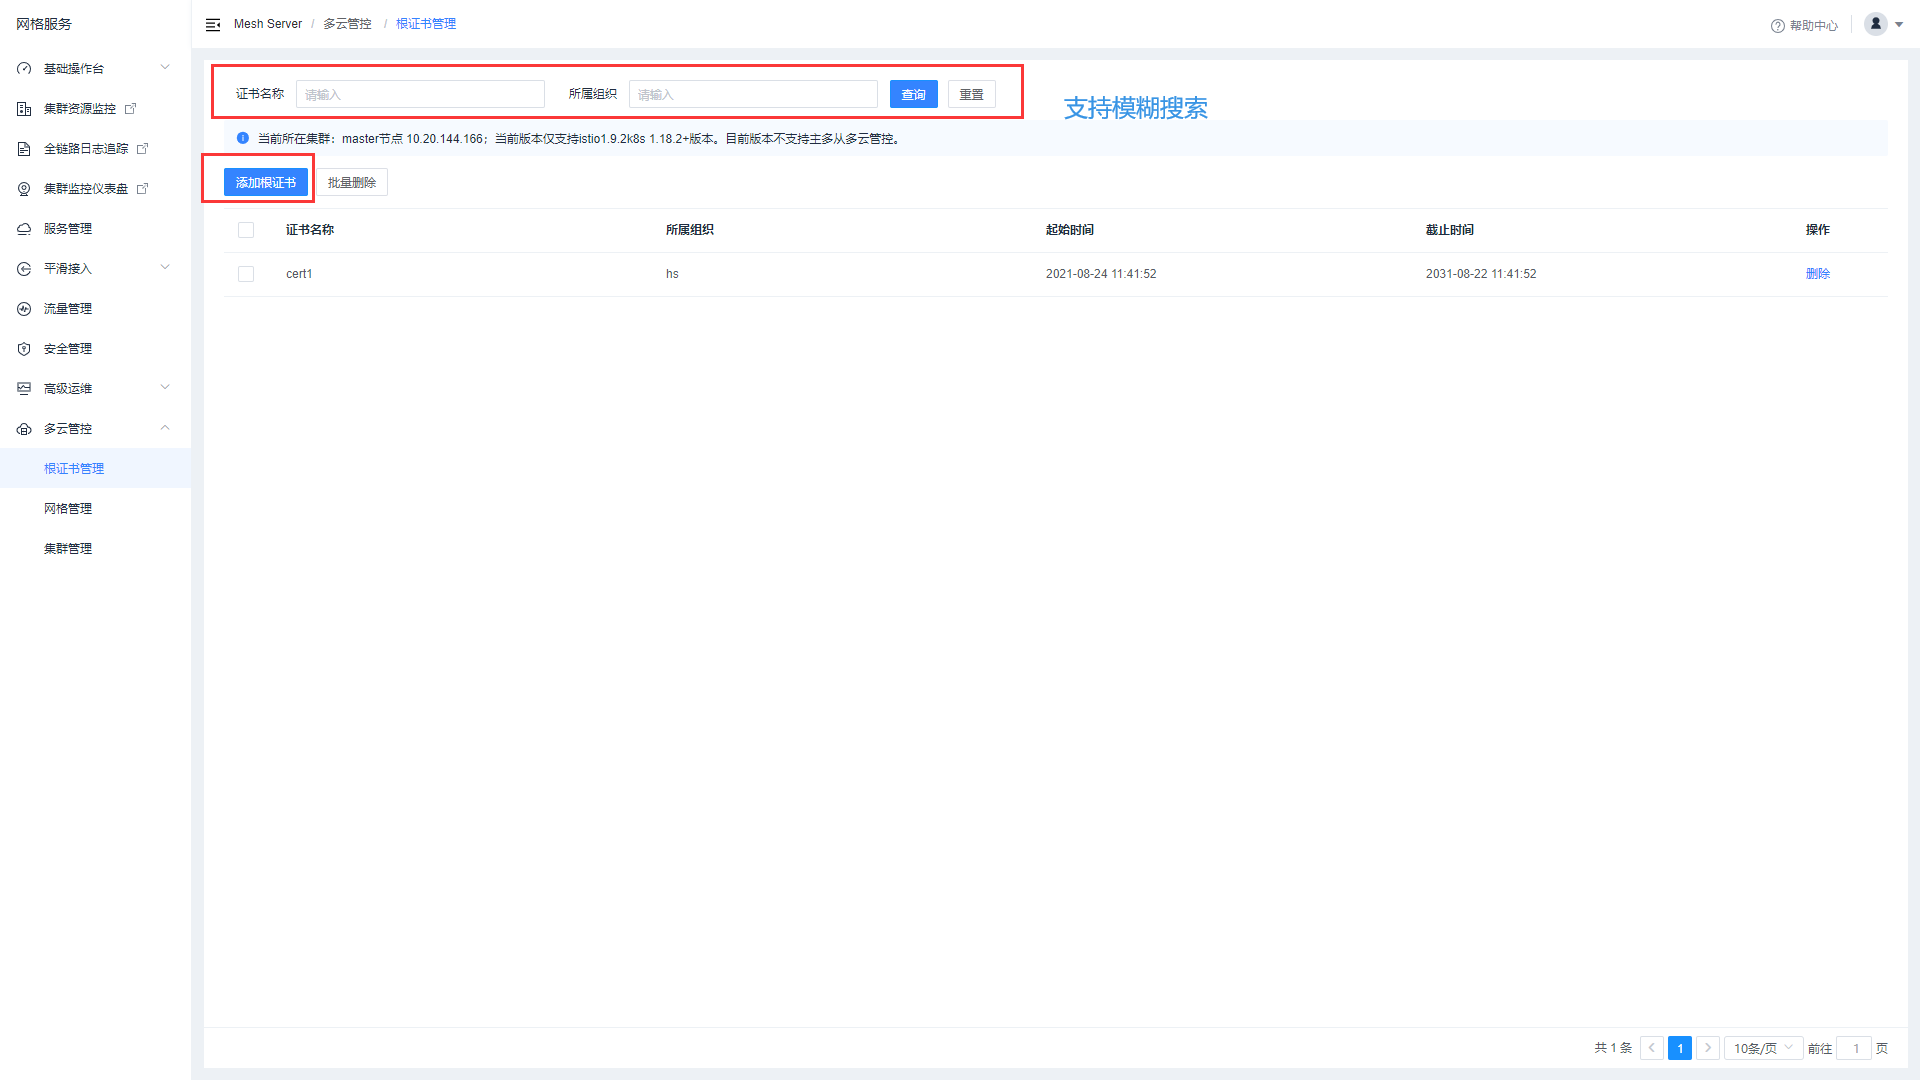 网格服务
Mesh Server / 多云管控 / 根证书管理
帮助中心
基础操作台
集群资源监控
全链路日志追踪
集群监控仪表盘
服务管理
平滑接入
流量管理
安全管理
高级运维
多云管控
根证书管理
网格管理
集群管理
证书名称 请输入 所属组织 请输入 查询 重置
支持模糊搜索
当前所在集群：master节点 10.20.144.166；当前版本仅支持istio1.9.2k8s 1.18.2+版本。目前版本不支持主多从多云管控。
添加根证书 批量删除
证书名称 所属组织 起始时间 截止时间 操作
cert1 hs 2021-08-24 11:41:52 2031-08-22 11:41:52 删除
共 1 条 1 10条/页 前往 1 页